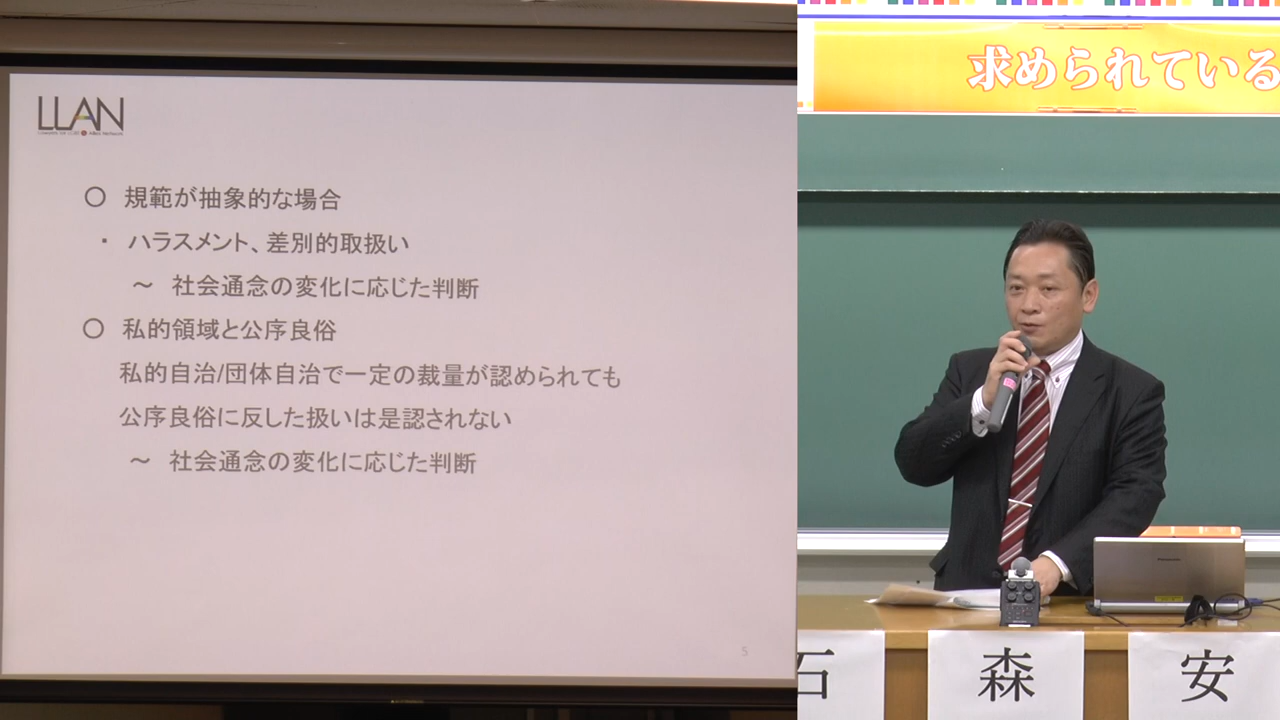 LLAN
○ 規範が抽象的な場合
・ ハラスメント、差別的取扱い
～ 社会通念の変化に応じた判断
○ 私的領域と公序良俗
私的自治/団体自治で一定の裁量が認められても
公序良俗に反した扱いは是認されない
～ 社会通念の変化に応じた判断
5
求められている
石
森
安